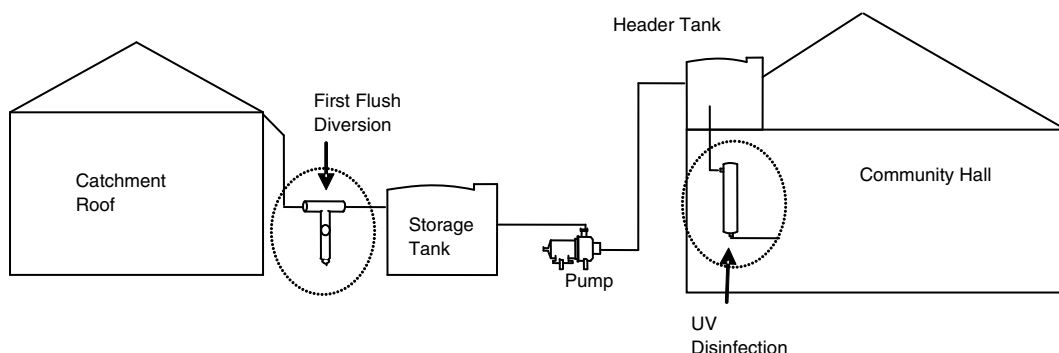 Header Tank
First Flush
Diversion
Catchment
Roof
Community Hall
Storage
Tank
Pump
UV
Disinfection